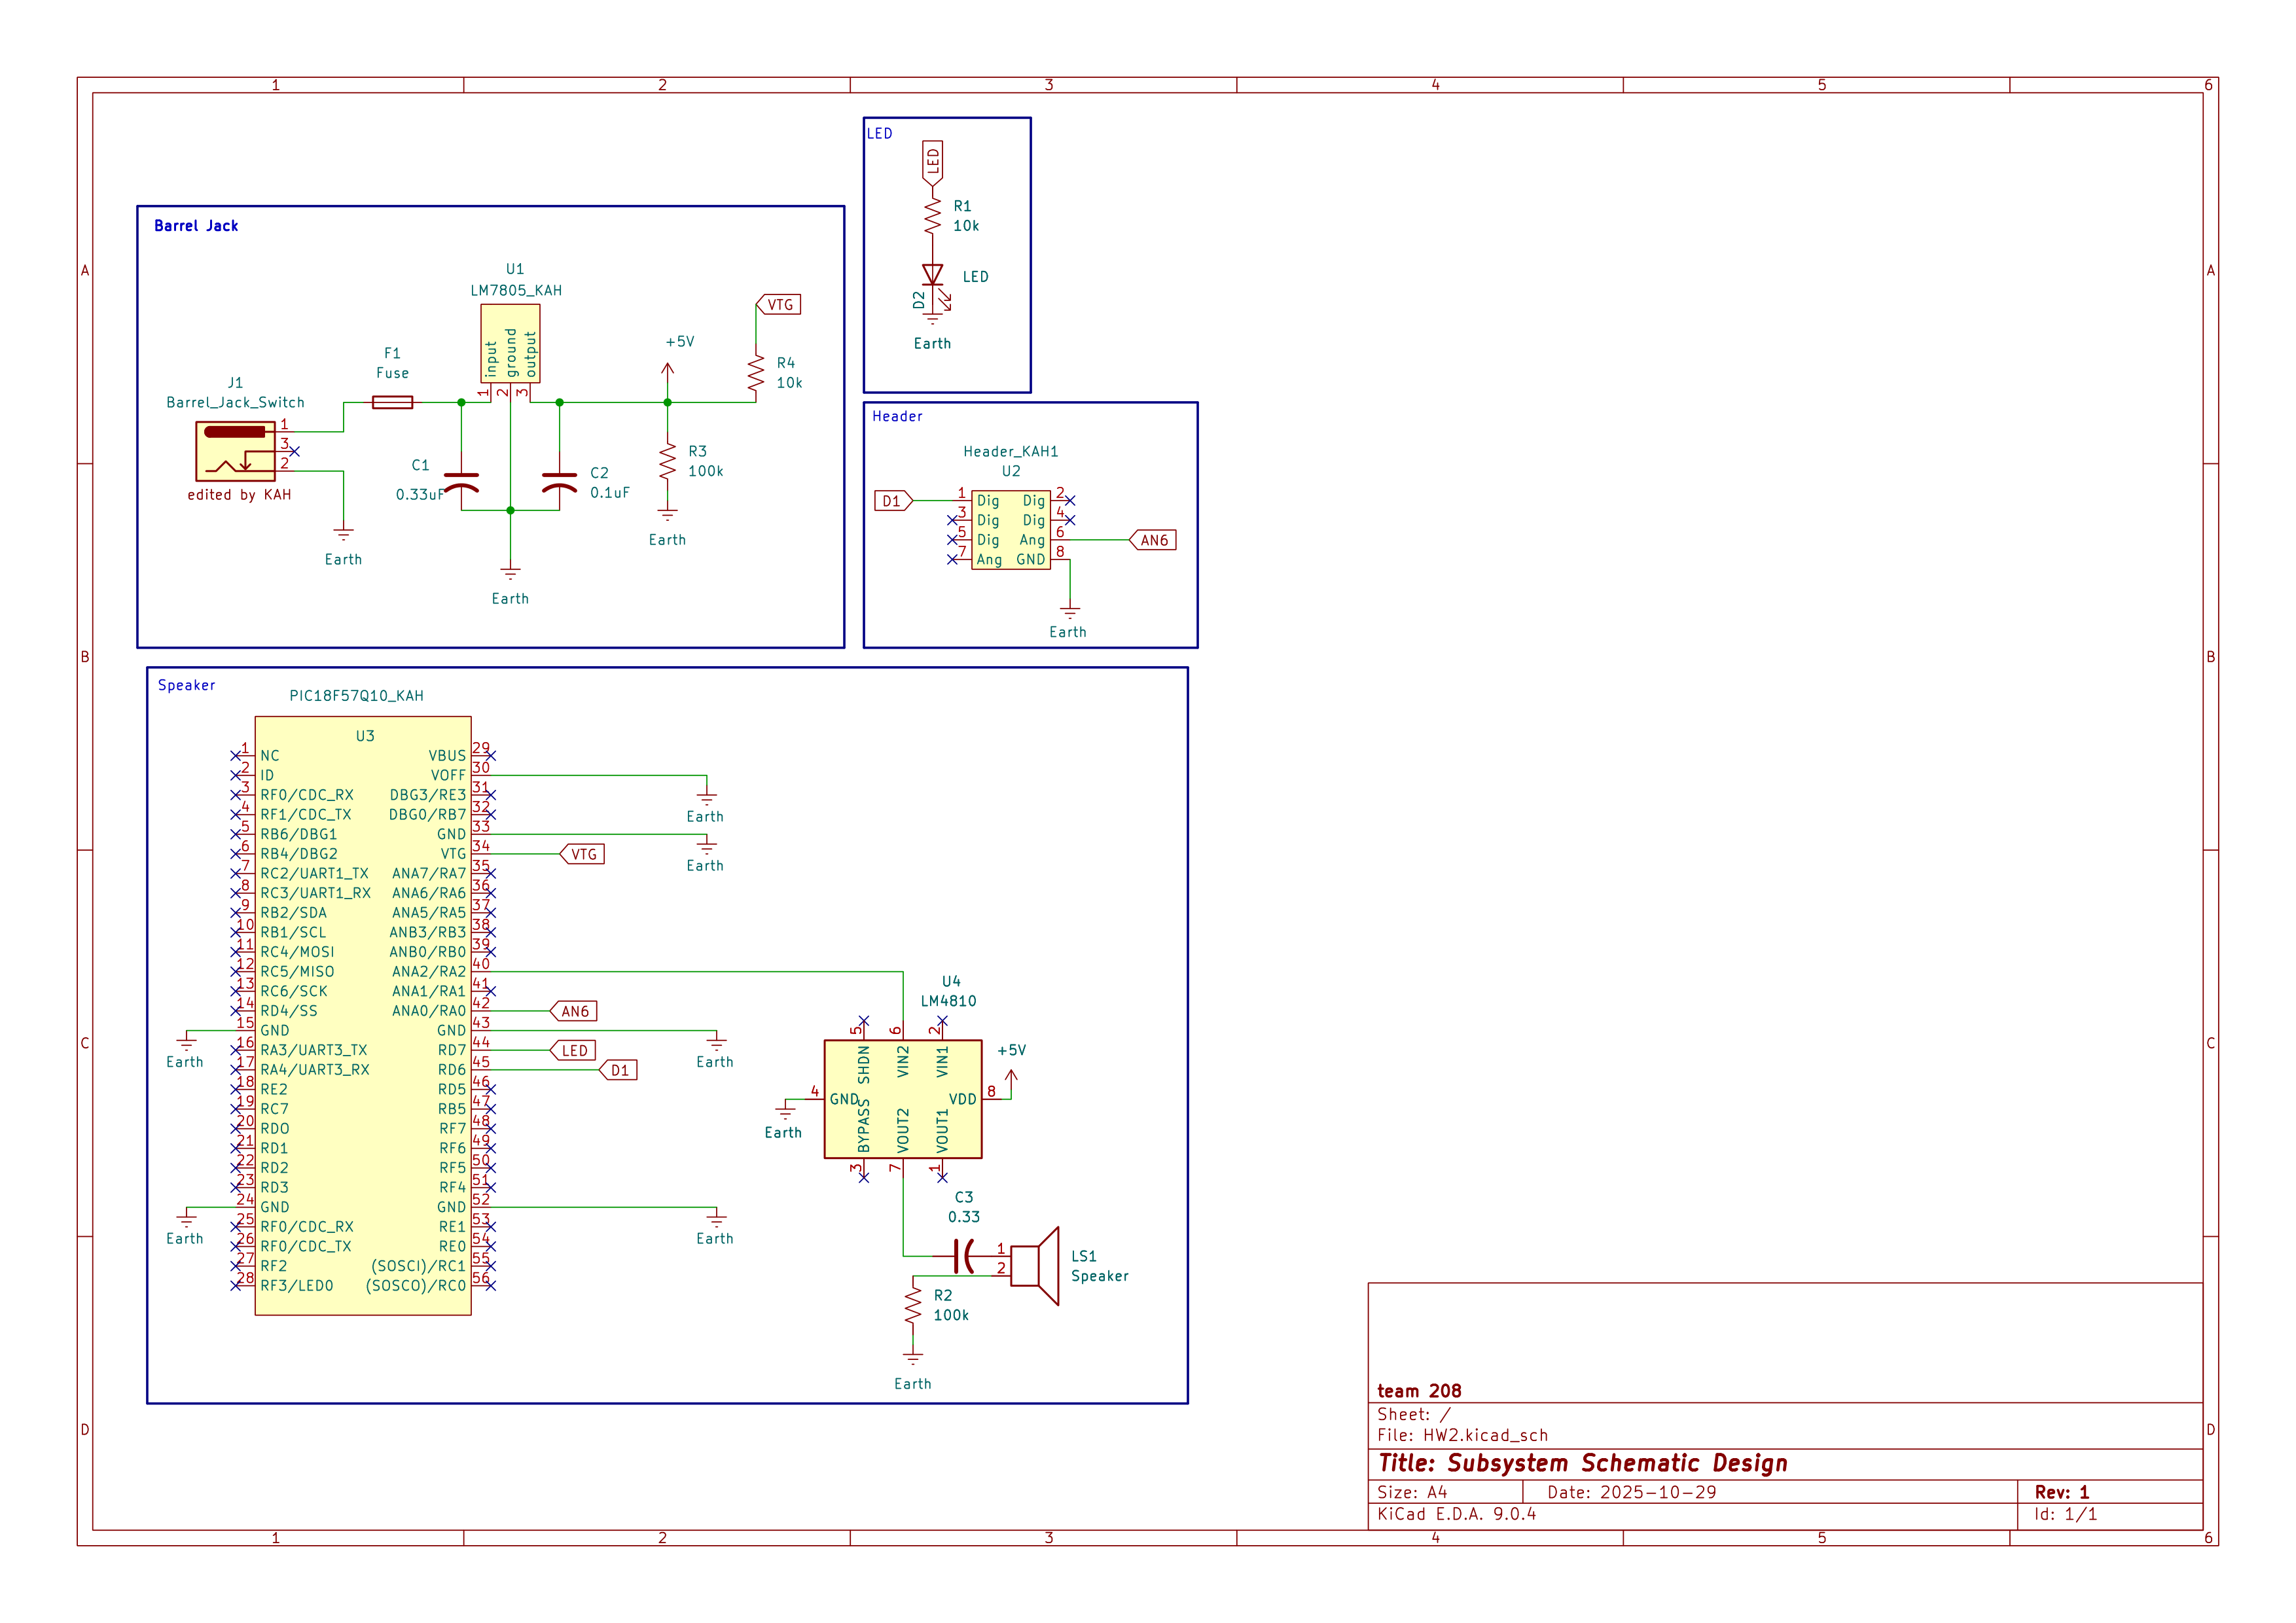 1 2 3 4 5 6
A
B
C
D
A
B
C
D
Barrel Jack
J1
Barrel_Jack_Switch
1
3
2
edited by KAH
Earth
F1
Fuse
U1
LM7805_KAH
input
ground
output
1
2
3
C1
0.33uF
C2
0.1uF
Earth
+5V
R3
100k
Earth
VTG
R4
10k
LED
LED
R1
10k
LED
D2
Earth
Header
Header_KAH1
U2
D1
1 Dig Dig 2
3 Dig Dig 4
5 Dig Ang 6
7 Ang GND 8
AN6
Earth
Speaker
PIC18F57Q10_KAH
U3
1 NC VBUS 29
2 ID VOFF 30
3 RF0/CDC_RX DBG3/RE3 31
4 RF1/CDC_TX DBG0/RB7 32
5 RB6/DBG1 GND 33
6 RB4/DBG2 VTG 34
7 RC2/UART1_TX ANA7/RA7 35
8 RC3/UART1_RX ANA6/RA6 36
9 RB2/SDA ANA5/RA5 37
10 RB1/SCL ANB3/RB3 38
11 RC4/MOSI ANB0/RB0 39
12 RC5/MISO ANA2/RA2 40
13 RC6/SCK ANA1/RA1 41
14 RD4/SS ANA0/RA0 42
15 GND GND 43
16 RA3/UART3_TX RD7 44
17 RA4/UART3_RX RD6 45
18 RE2 RD5 46
19 RC7 RB5 47
20 RDO RF7 48
21 RD1 RF6 49
22 RD2 RF5 50
23 RD3 RF4 51
24 GND GND 52
25 RF0/CDC_RX RE1 53
26 RF0/CDC_TX RE0 54
27 RF2 (SOSCI)/RC1 55
28 RF3/LED0 (SOSCO)/RC0 56
Earth
Earth
Earth
Earth
VTG
AN6
Earth
LED
D1
Earth
U4
LM4810
5 SHDN
6 VIN2
2 VIN1
4 GND
VDD 8
BYPASS 3
VOUT2 7
VOUT1 1
+5V
Earth
C3
0.33
1
2
LS1
Speaker
R2
100k
Earth
team 208
Sheet: /
File: HW2.kicad_sch
Title: Subsystem Schematic Design
Size: A4 Date: 2025-10-29 Rev: 1
KiCad E.D.A. 9.0.4 Id: 1/1
1 2 3 4 5 6